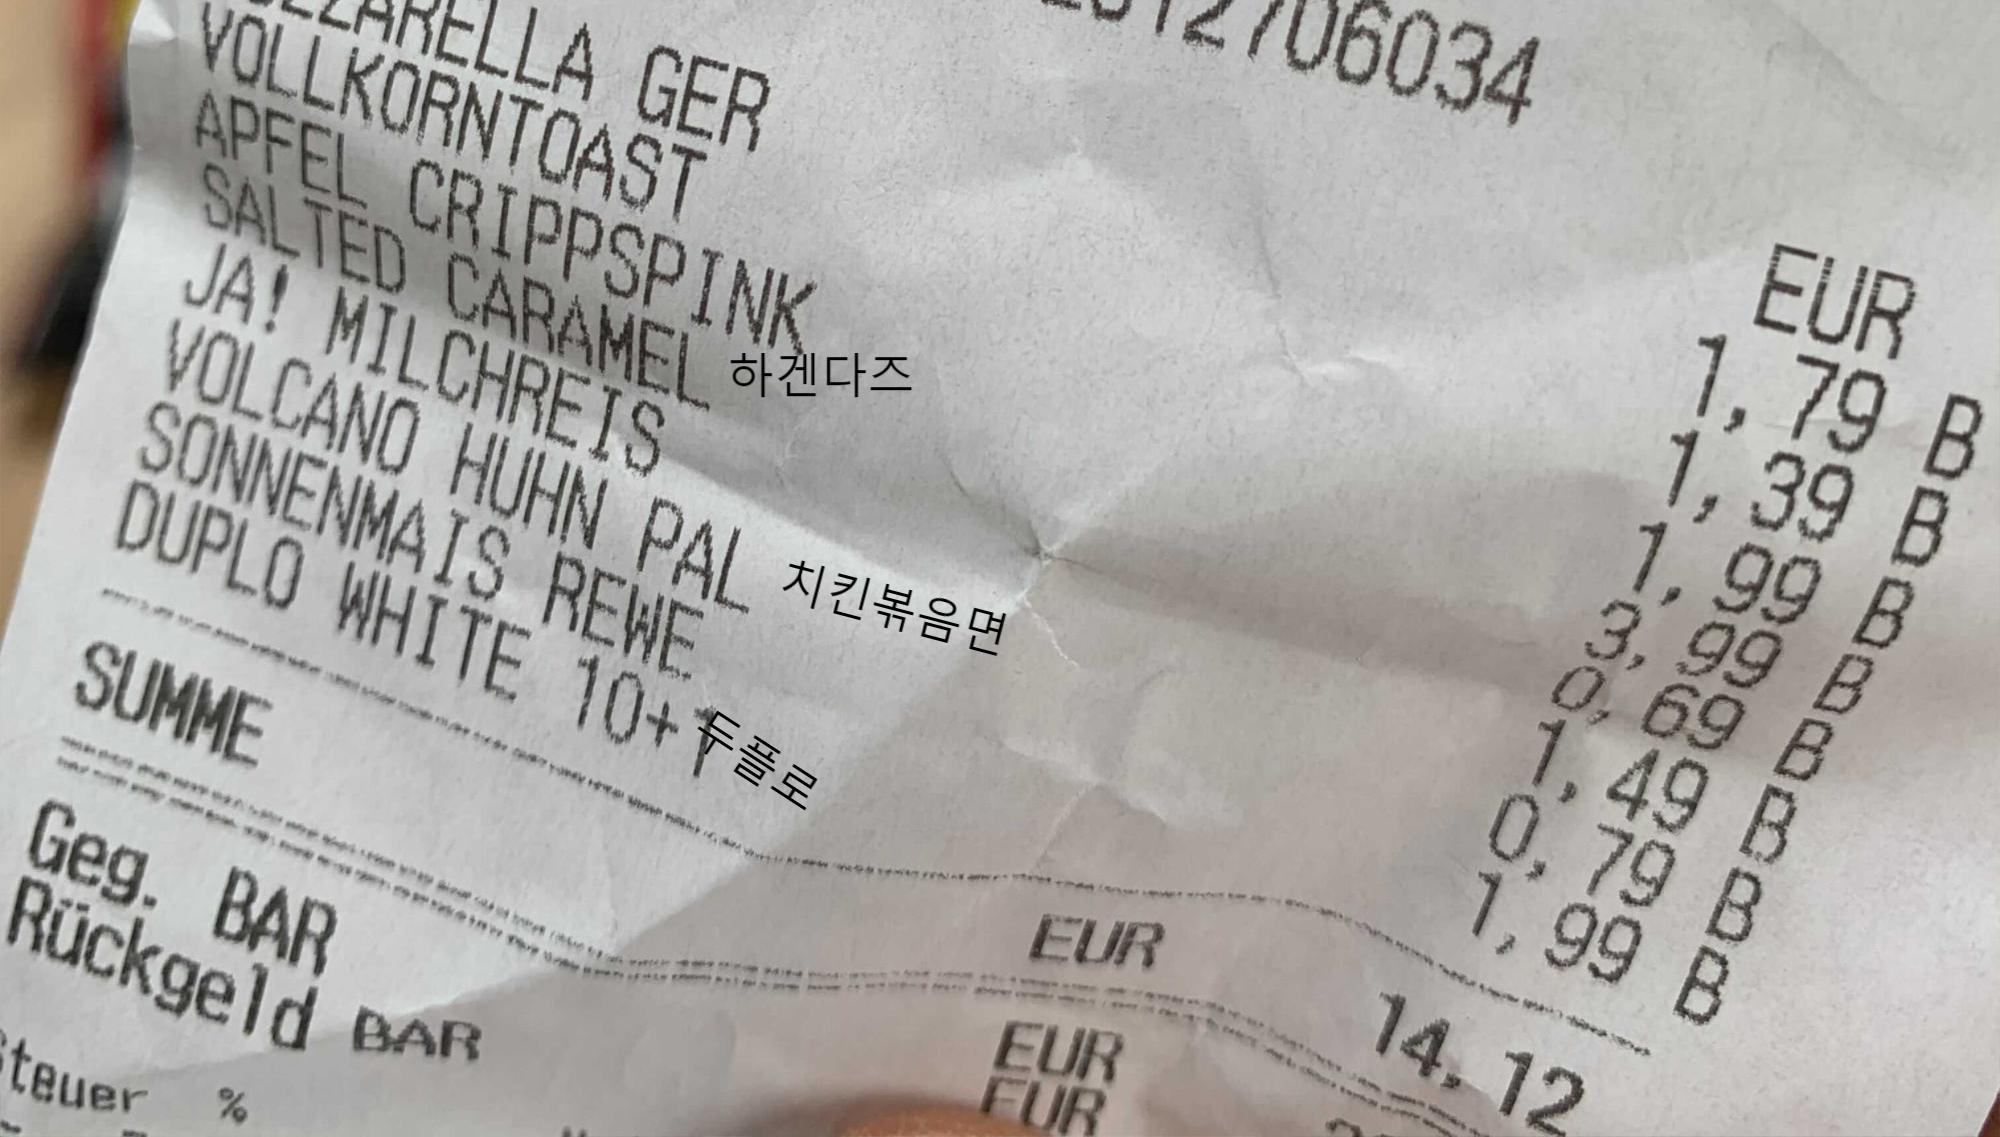 GER
2706034
VOLLKORNTOAST
APFEL CRIPPSPINK
SALTED CARAMEL 하겐다즈
JA! MILCHREIS
VOLCANO HUHN PAL 치킨볶음면
SONNENMAIS REWE
DUPLO WHITE 10+1 두플로
EUR
1,79 B
1,39 B
1,99 B
3,99 B
0,69 B
1,49 B
0,79 B
1,99 B
SUMME EUR 14,12
Geg. BAR EUR
Rückgeld BAR EUR
%